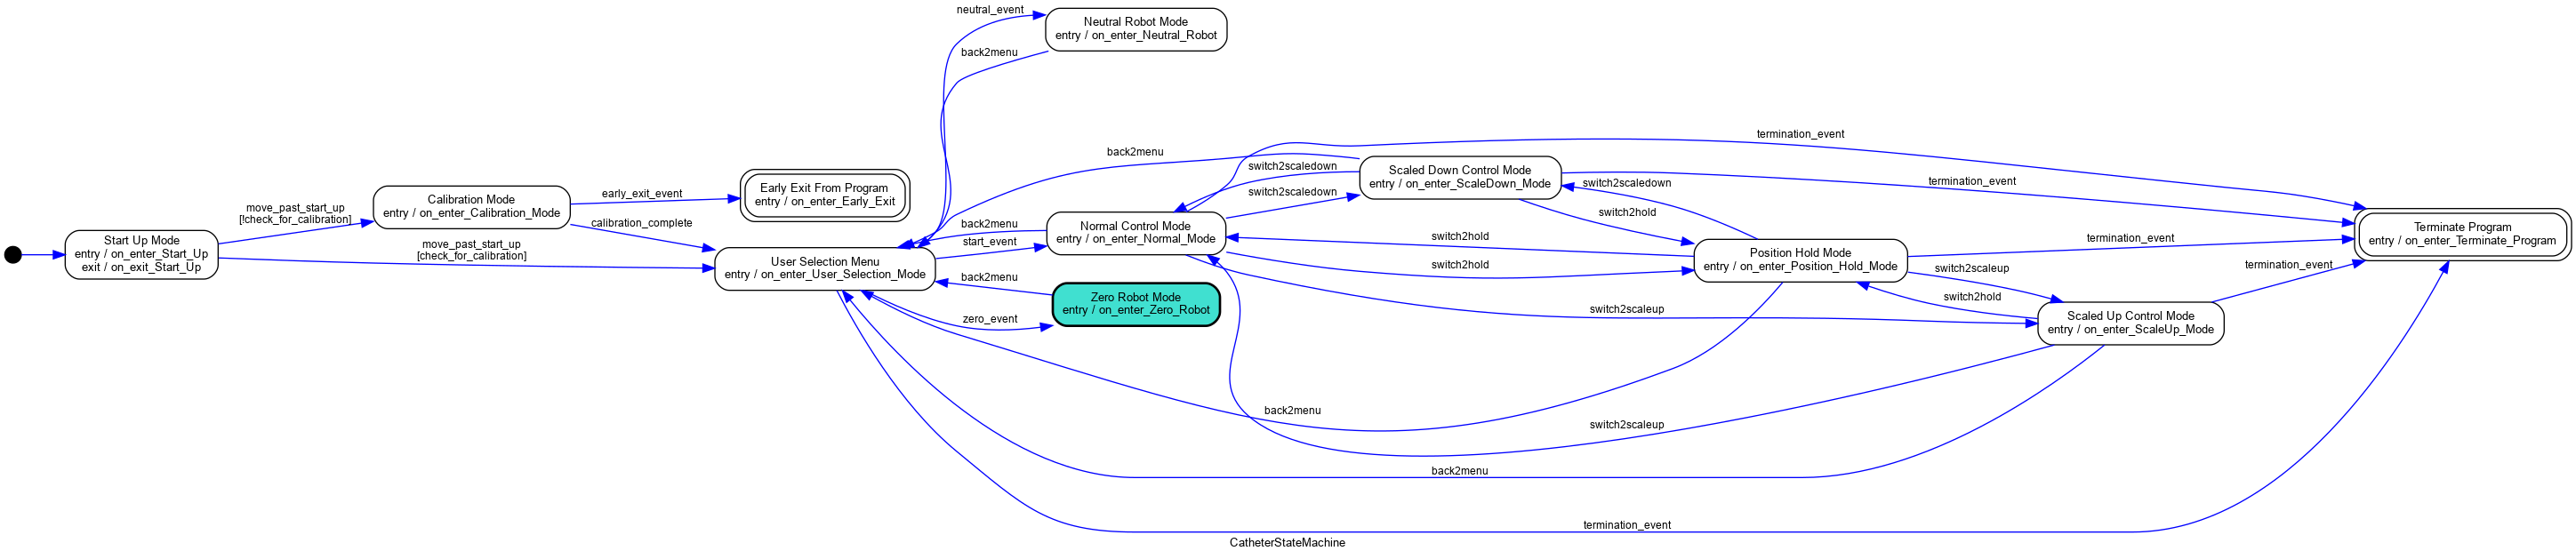 neutral_event
Neutral Robot Mode
entry / on_enter_Neutral_Robot
back2menu
termination_event
back2menu
switch2scaledown
Scaled Down Control Mode
entry / on_enter_ScaleDown_Mode
switch2scaledown
termination_event
Early Exit From Program
entry / on_enter_Early_Exit
early_exit_event
Calibration Mode
entry / on_enter_Calibration_Mode
move_past_start_up
[!check_for_calibration]
calibration_complete
switch2scaledown
switch2hold
back2menu
Normal Control Mode
entry / on_enter_Normal_Mode
Terminate Program
entry / on_enter_Terminate_Program
Start Up Mode
entry / on_enter_Start_Up
exit / on_exit_Start_Up
move_past_start_up
[check_for_calibration]
start_event
switch2hold
termination_event
Position Hold Mode
entry / on_enter_Position_Hold_Mode
User Selection Menu
entry / on_enter_User_Selection_Mode
switch2hold
switch2scaleup
termination_event
back2menu
Zero Robot Mode
entry / on_enter_Zero_Robot
switch2hold
zero_event
switch2scaleup
Scaled Up Control Mode
entry / on_enter_ScaleUp_Mode
back2menu
switch2scaleup
back2menu
termination_event
CatheterStateMachine